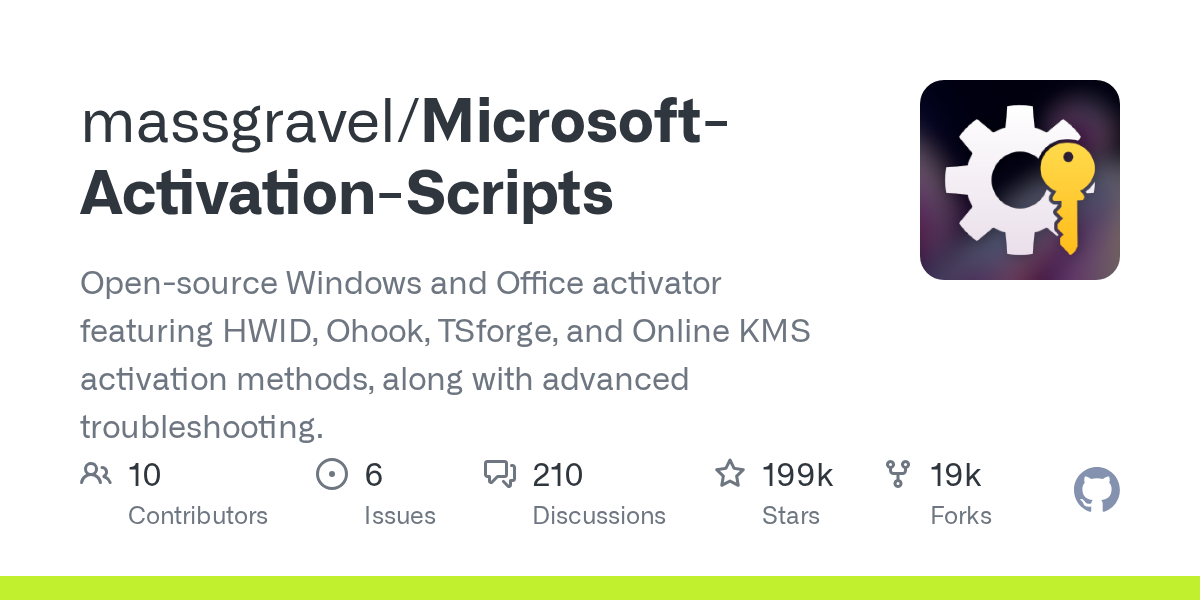 massgravel/Microsoft-
Activation-Scripts
Open-source Windows and Office activator
featuring HWID, Ohook, TSforge, and Online KMS
activation methods, along with advanced
troubleshooting.
10 6 210 199k 19k
Contributors Issues Discussions Stars Forks